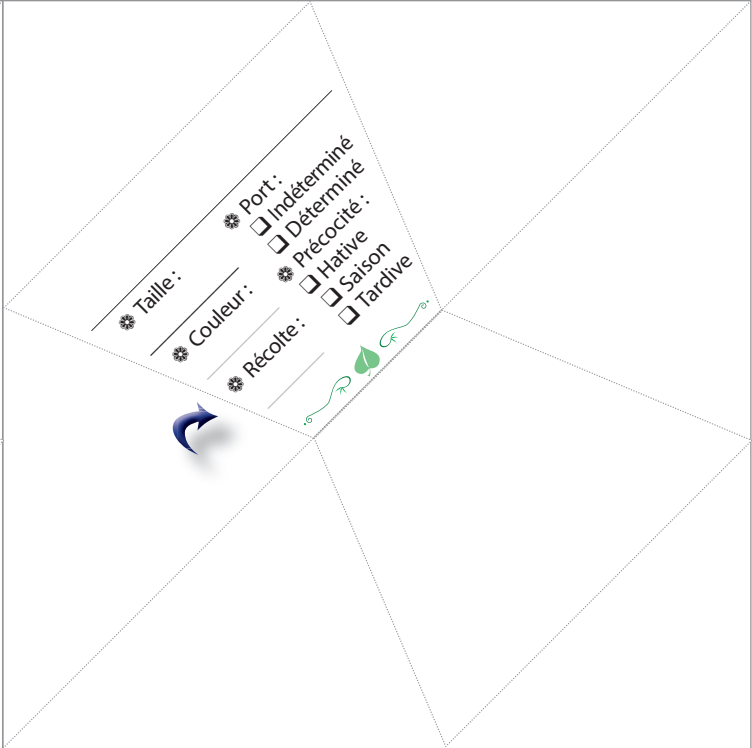 Taille :
Couleur :
Récolte :
Port :
Indéterminé
Déterminé
Précocité :
Hative
Saison
Tardive